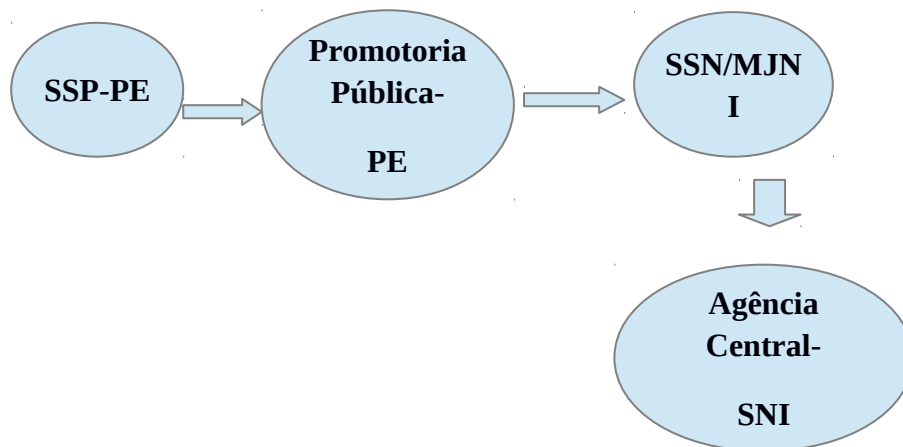 SSP-PE
Promotoria
Pública-
PE
SSN/MJN
I
Agência
Central-
SNI